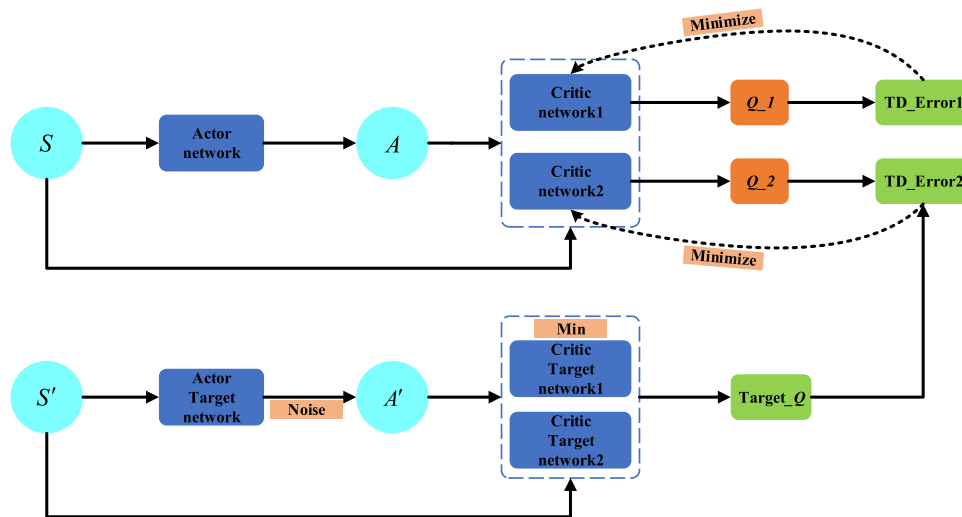 Minimize
Critic
network1
Q_1
TD_Error1
S
Actor
network
A
Critic
network2
Q_2
TD_Error2
Minimize
Min
Critic
Target
network1
S'
Actor
Target
network
Noise
A'
Target_Q
Critic
Target
network2